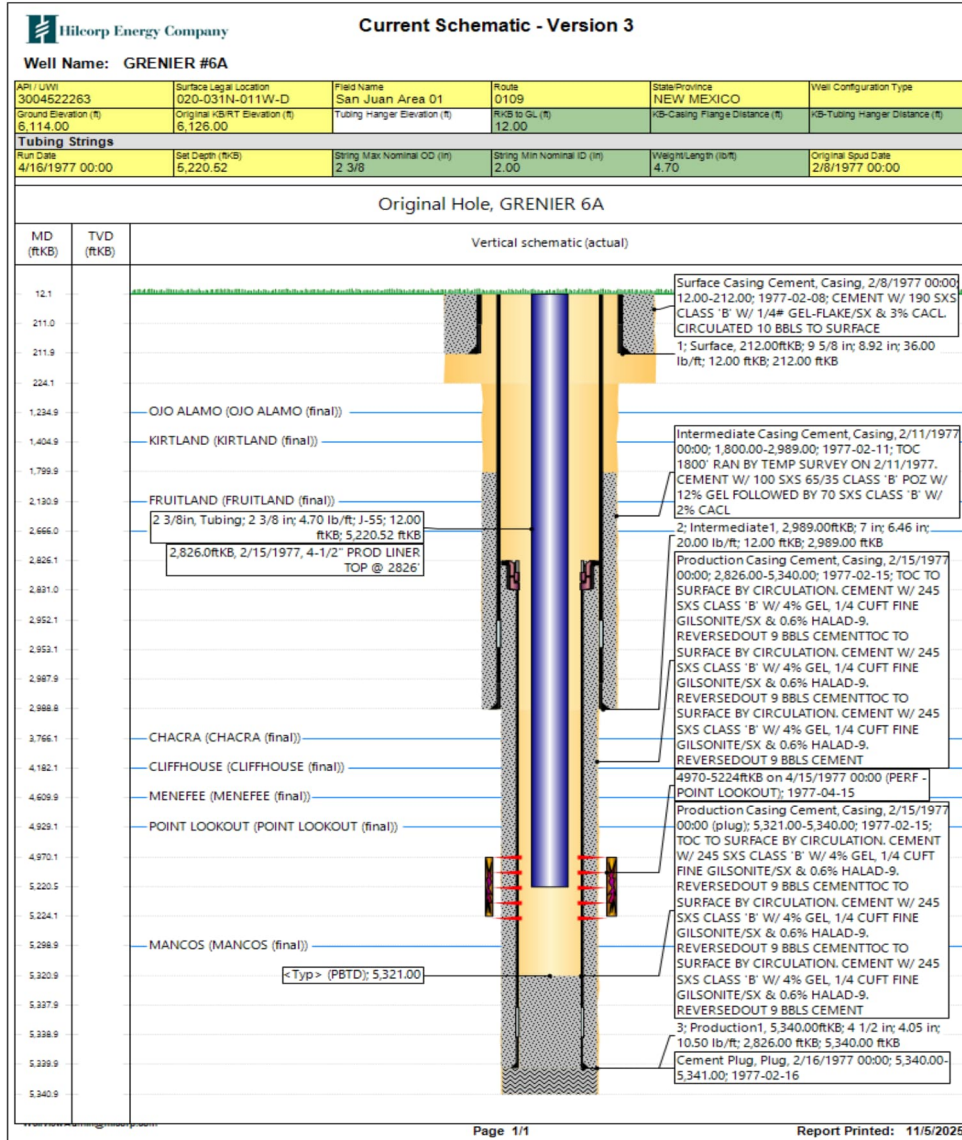 Hilcorp Energy Company
Current Schematic - Version 3
Well Name: GRENIER #6A
API / UWI
3004522263
Surface Legal Location
020-031N-011W-D
Field Name
San Juan Area 01
Route
0109
State/Province
NEW MEXICO
Well Configuration Type
Ground Elevation (ft)
6,114.00
Original KB/RT Elevation (ft)
6,126.00
Tubing Hanger Elevation (ft)
RKB to GL (ft)
12.00
KB-Casing Flange Distance (ft)
KB-Tubing Hanger Distance (ft)
Tubing Strings
Run Date
4/16/1977 00:00
Set Depth (ftKB)
5,220.52
String Max Nominal OD (in)
2 3/8
String Min Nominal ID (in)
2.00
Weight/Length (lb/ft)
4.70
Original Spud Date
2/8/1977 00:00
Original Hole, GRENIER 6A
MD
(ftKB)
TVD
(ftKB)
Vertical schematic (actual)
12.1
211.0
211.9
224.1
1,234.9
1,404.9
1,799.9
2,130.9
2,666.0
2,826.1
2,831.0
2,952.1
2,953.1
2,987.9
2,988.8
3,766.1
4,182.1
4,609.9
4,929.1
4,970.1
5,220.5
5,224.1
5,298.9
5,320.9
5,337.9
5,338.9
5,339.9
5,340.9
OJO ALAMO (OJO ALAMO (final))
KIRTLAND (KIRTLAND (final))
FRUITLAND (FRUITLAND (final))
2 3/8in, Tubing; 2 3/8 in; 4.70 lb/ft; J-55; 12.00
ftKB; 5,220.52 ftKB
2,826.0ftKB, 2/15/1977, 4-1/2" PROD LINER
TOP @ 2826'
CHACRA (CHACRA (final))
CLIFFHOUSE (CLIFFHOUSE (final))
MENEFEE (MENEFEE (final))
POINT LOOKOUT (POINT LOOKOUT (final))
MANCOS (MANCOS (final))
<Typ> (PBTD); 5,321.00
Surface Casing Cement, Casing, 2/8/1977 00:00;
12.00-212.00; 1977-02-08; CEMENT W/ 190 SXS
CLASS 'B' W/ 1/4# GEL-FLAKE/SX & 3% CACL.
CIRCULATED 10 BBLS TO SURFACE
1; Surface, 212.00ftKB; 9 5/8 in; 8.92 in; 36.00
lb/ft; 12.00 ftKB; 212.00 ftKB
Intermediate Casing Cement, Casing, 2/11/1977
00:00; 1,800.00-2,989.00; 1977-02-11; TOC
1800' RAN BY TEMP SURVEY ON 2/11/1977.
CEMENT W/ 100 SXS 65/35 CLASS 'B' POZ W/
12% GEL FOLLOWED BY 70 SXS CLASS 'B' W/
2% CACL
2; Intermediate1, 2,989.00ftKB; 7 in; 6.46 in;
20.00 lb/ft; 12.00 ftKB; 2,989.00 ftKB
Production Casing Cement, Casing, 2/15/1977
00:00; 2,826.00-5,340.00; 1977-02-15; TOC TO
SURFACE BY CIRCULATION. CEMENT W/ 245
SXS CLASS 'B' W/ 4% GEL, 1/4 CUFT FINE
GILSONITE/SX & 0.6% HALAD-9.
REVERSEDOUT 9 BBLS CEMENTTOC TO
SURFACE BY CIRCULATION. CEMENT W/ 245
SXS CLASS 'B' W/ 4% GEL, 1/4 CUFT FINE
GILSONITE/SX & 0.6% HALAD-9.
REVERSEDOUT 9 BBLS CEMENTTOC TO
SURFACE BY CIRCULATION. CEMENT W/ 245
SXS CLASS 'B' W/ 4% GEL, 1/4 CUFT FINE
GILSONITE/SX & 0.6% HALAD-9.
REVERSEDOUT 9 BBLS CEMENT
4970-5224ftKB on 4/15/1977 00:00 (PERF -
POINT LOOKOUT); 1977-04-15
Production Casing Cement, Casing, 2/15/1977
00:00 (plug); 5,321.00-5,340.00; 1977-02-15;
TOC TO SURFACE BY CIRCULATION. CEMENT
W/ 245 SXS CLASS 'B' W/ 4% GEL, 1/4 CUFT
FINE GILSONITE/SX & 0.6% HALAD-9.
REVERSEDOUT 9 BBLS CEMENTTOC TO
SURFACE BY CIRCULATION. CEMENT W/ 245
SXS CLASS 'B' W/ 4% GEL, 1/4 CUFT FINE
GILSONITE/SX & 0.6% HALAD-9.
REVERSEDOUT 9 BBLS CEMENTTOC TO
SURFACE BY CIRCULATION. CEMENT W/ 245
SXS CLASS 'B' W/ 4% GEL, 1/4 CUFT FINE
GILSONITE/SX & 0.6% HALAD-9.
REVERSEDOUT 9 BBLS CEMENT
3; Production1, 5,340.00ftKB; 4 1/2 in; 4.05 in;
10.50 lb/ft; 2,826.00 ftKB; 5,340.00 ftKB
Cement Plug, Plug, 2/16/1977 00:00; 5,340.00-
5,341.00; 1977-02-16
Page 1/1
Report Printed: 11/5/2025